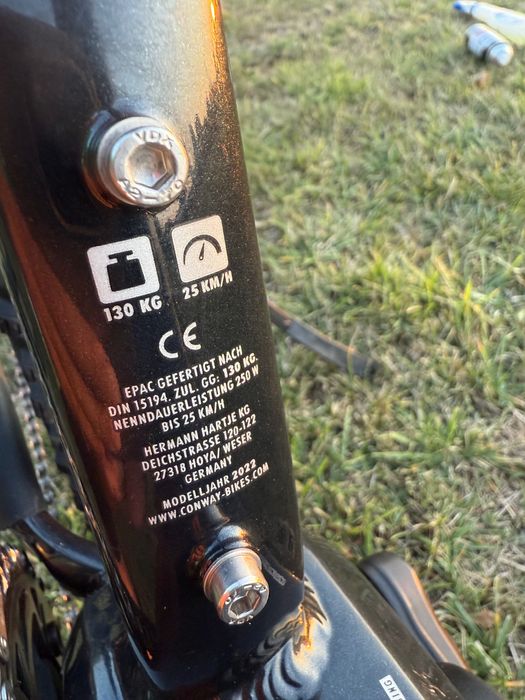 130 KG
25 KM/H
CE
EPAC GEFERTIGT NACH
DIN 15194. ZUL. GG: 130 KG.
NENNDAUERLEISTUNG 250 W
BIS 25 KM/H
HERMANN HARTJE KG
DEICHSTRASSE 120-122
27318 HOYA/WESER
GERMANY
MODELLJAHR 2022
WWW.CONWAY-BIKES.COM